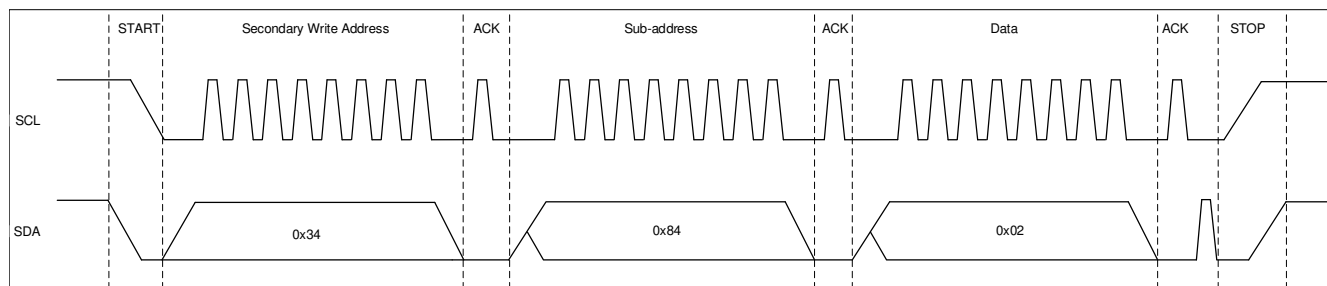 START Secondary Write Address ACK Sub-address ACK Data ACK STOP
SCL
SDA 0x34 0x84 0x02